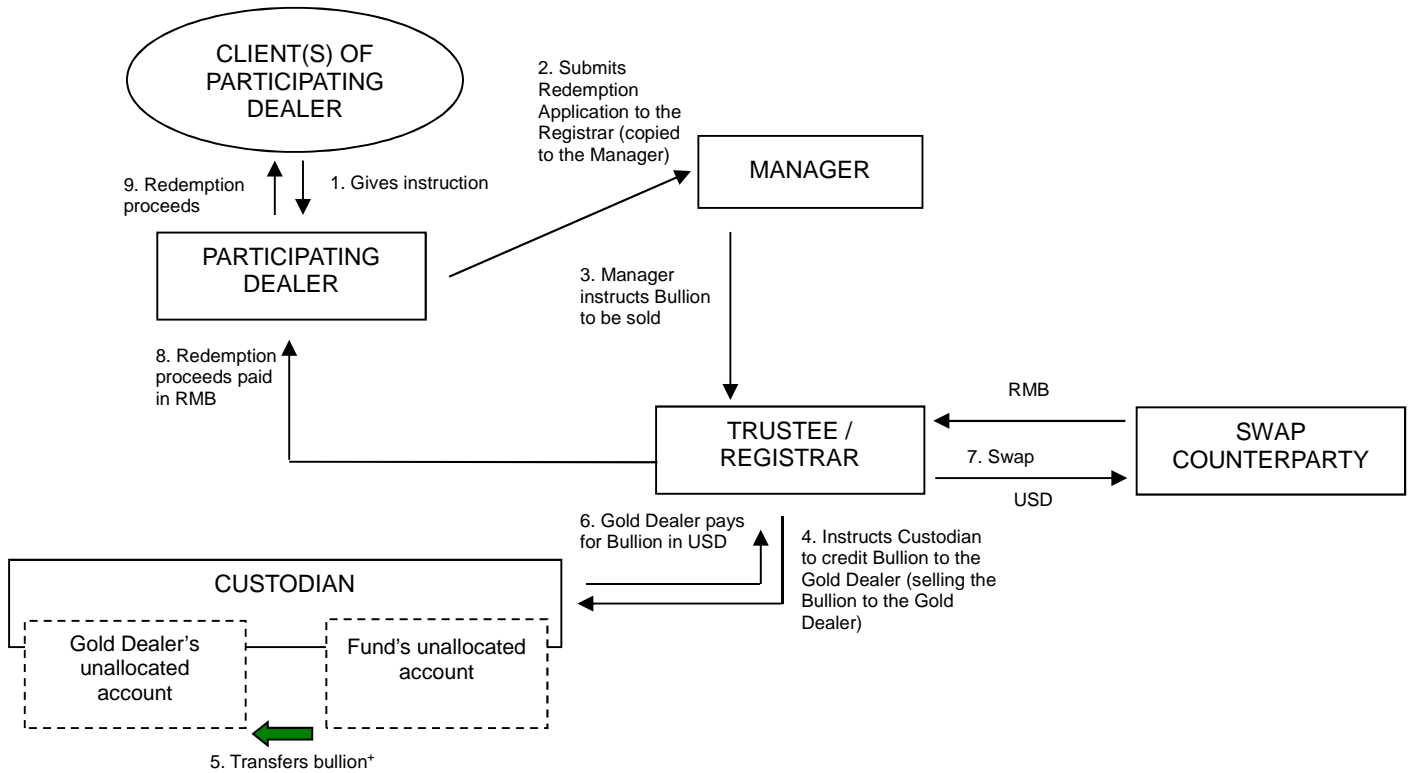 CLIENT(S) OF
PARTICIPATING
DEALER
2. Submits
Redemption
Application to the
Registrar (copied
to the Manager)
MANAGER
9. Redemption
proceeds
1. Gives instruction
PARTICIPATING
DEALER
3. Manager
instructs Bullion
to be sold
8. Redemption
proceeds paid
in RMB
TRUSTEE /
REGISTRAR
RMB
7. Swap
USD
SWAP
COUNTERPARTY
6. Gold Dealer pays
for Bullion in USD
4. Instructs Custodian
to credit Bullion to the
Gold Dealer (selling the
Bullion to the Gold
Dealer)
CUSTODIAN
Gold Dealer’s
unallocated
account
Fund’s unallocated
account
5. Transfers bullion⁺